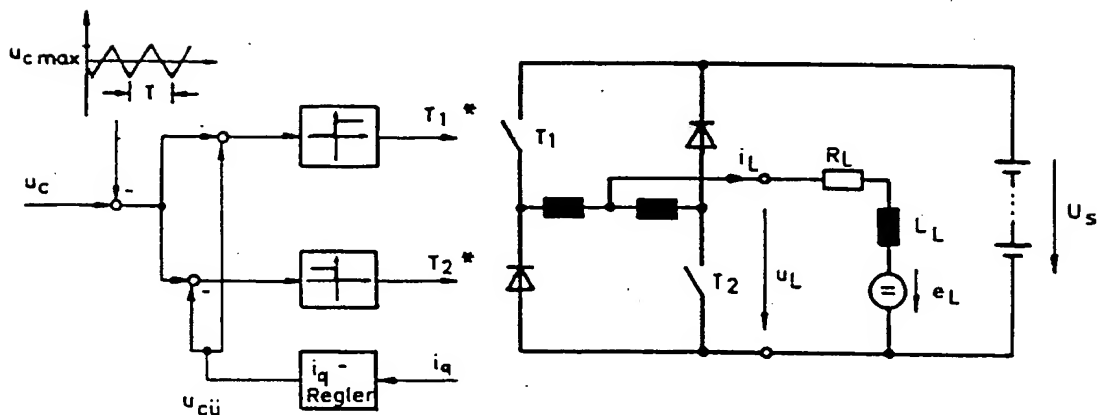 u_c max
T
T1 *
u_c
T2 *
i_q -
Regler
i_q
u_cü
T1
i_L
R_L
L_L
T2
u_L
e_L
U_s